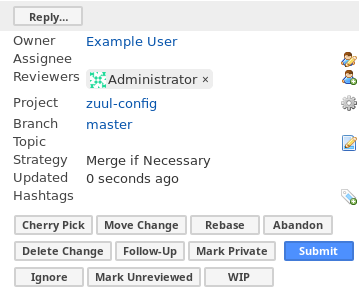 Reply...
Owner Example User
Assignee
Reviewers Administrator ×
Project zuul-config
Branch master
Topic
Strategy Merge if Necessary
Updated 0 seconds ago
Hashtags
Cherry Pick Move Change Rebase Abandon
Delete Change Follow-Up Mark Private Submit
Ignore Mark Unreviewed WIP